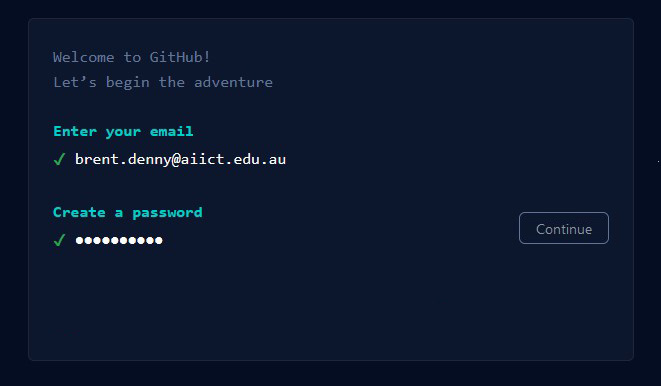 Welcome to GitHub!
Let’s begin the adventure
Enter your email
✓ brent.denny@aiict.edu.au
Create a password
✓ ●●●●●●●●●●
Continue